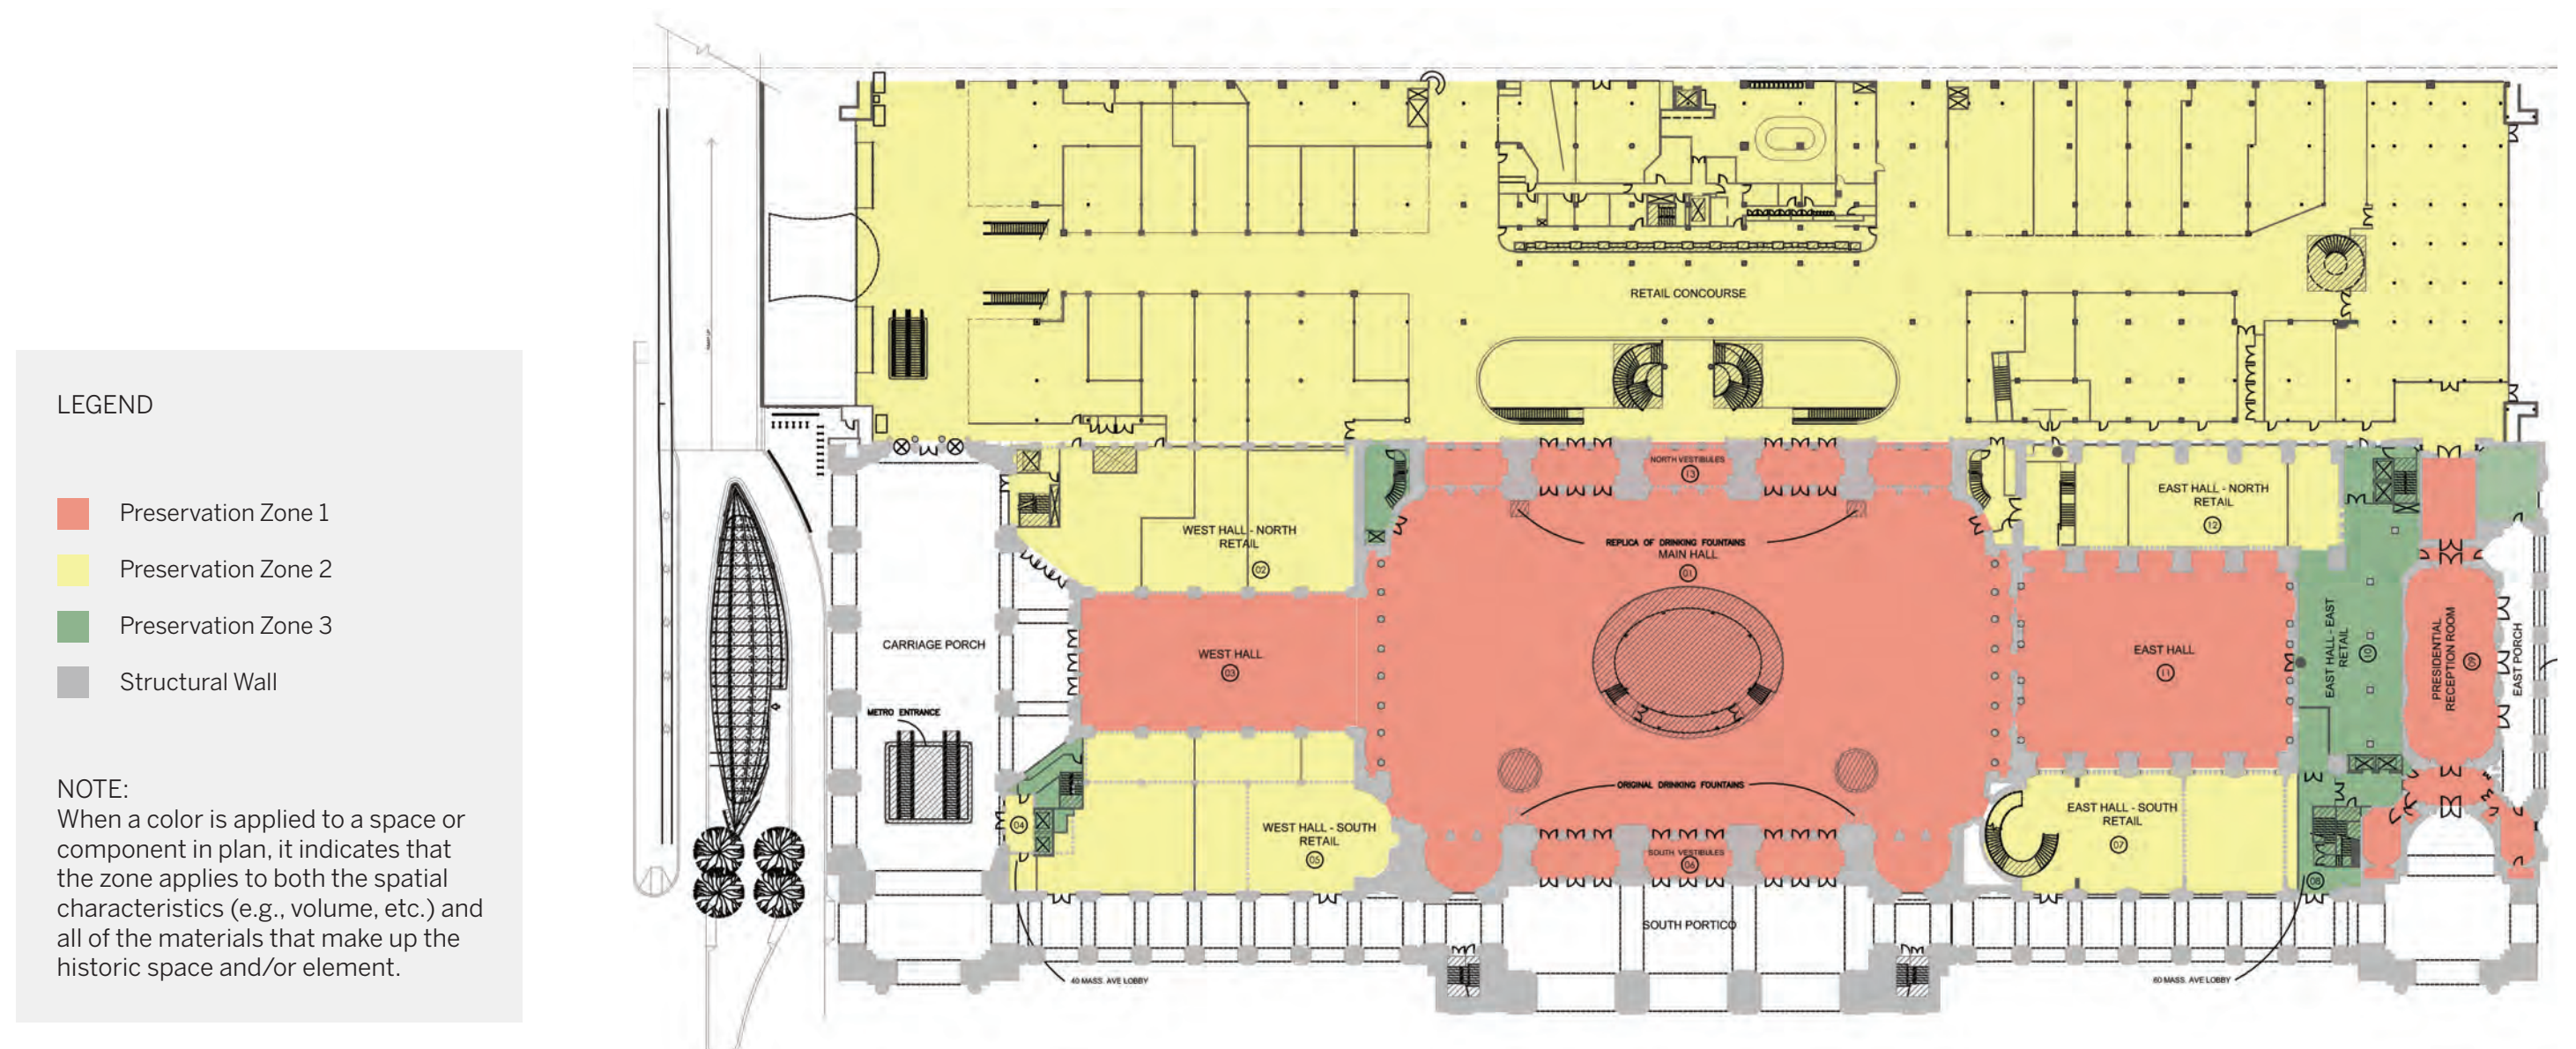 LEGEND
Preservation Zone 1
Preservation Zone 2
Preservation Zone 3
Structural Wall
NOTE:
When a color is applied to a space or
component in plan, it indicates that
the zone applies to both the spatial
characteristics (e.g., volume, etc.) and
all of the materials that make up the
historic space and/or element.
RETAIL CONCOURSE
NORTH VESTIBULES
13
WEST HALL - NORTH
RETAIL
02
EAST HALL - NORTH
RETAIL
12
REPLICA OF DRINKING FOUNTAINS
MAIN HALL
01
CARRIAGE PORCH
WEST HALL
03
EAST HALL
11
EAST HALL - EAST
RETAIL
10
PRESIDENTIAL
RECEPTION ROOM
09
EAST PORCH
METRO ENTRANCE
ORIGINAL DRINKING FOUNTAINS
04
WEST HALL - SOUTH
RETAIL
05
SOUTH VESTIBULES
06
EAST HALL - SOUTH
RETAIL
07
08
SOUTH PORTICO
40 MASS. AVE LOBBY
60 MASS. AVE LOBBY